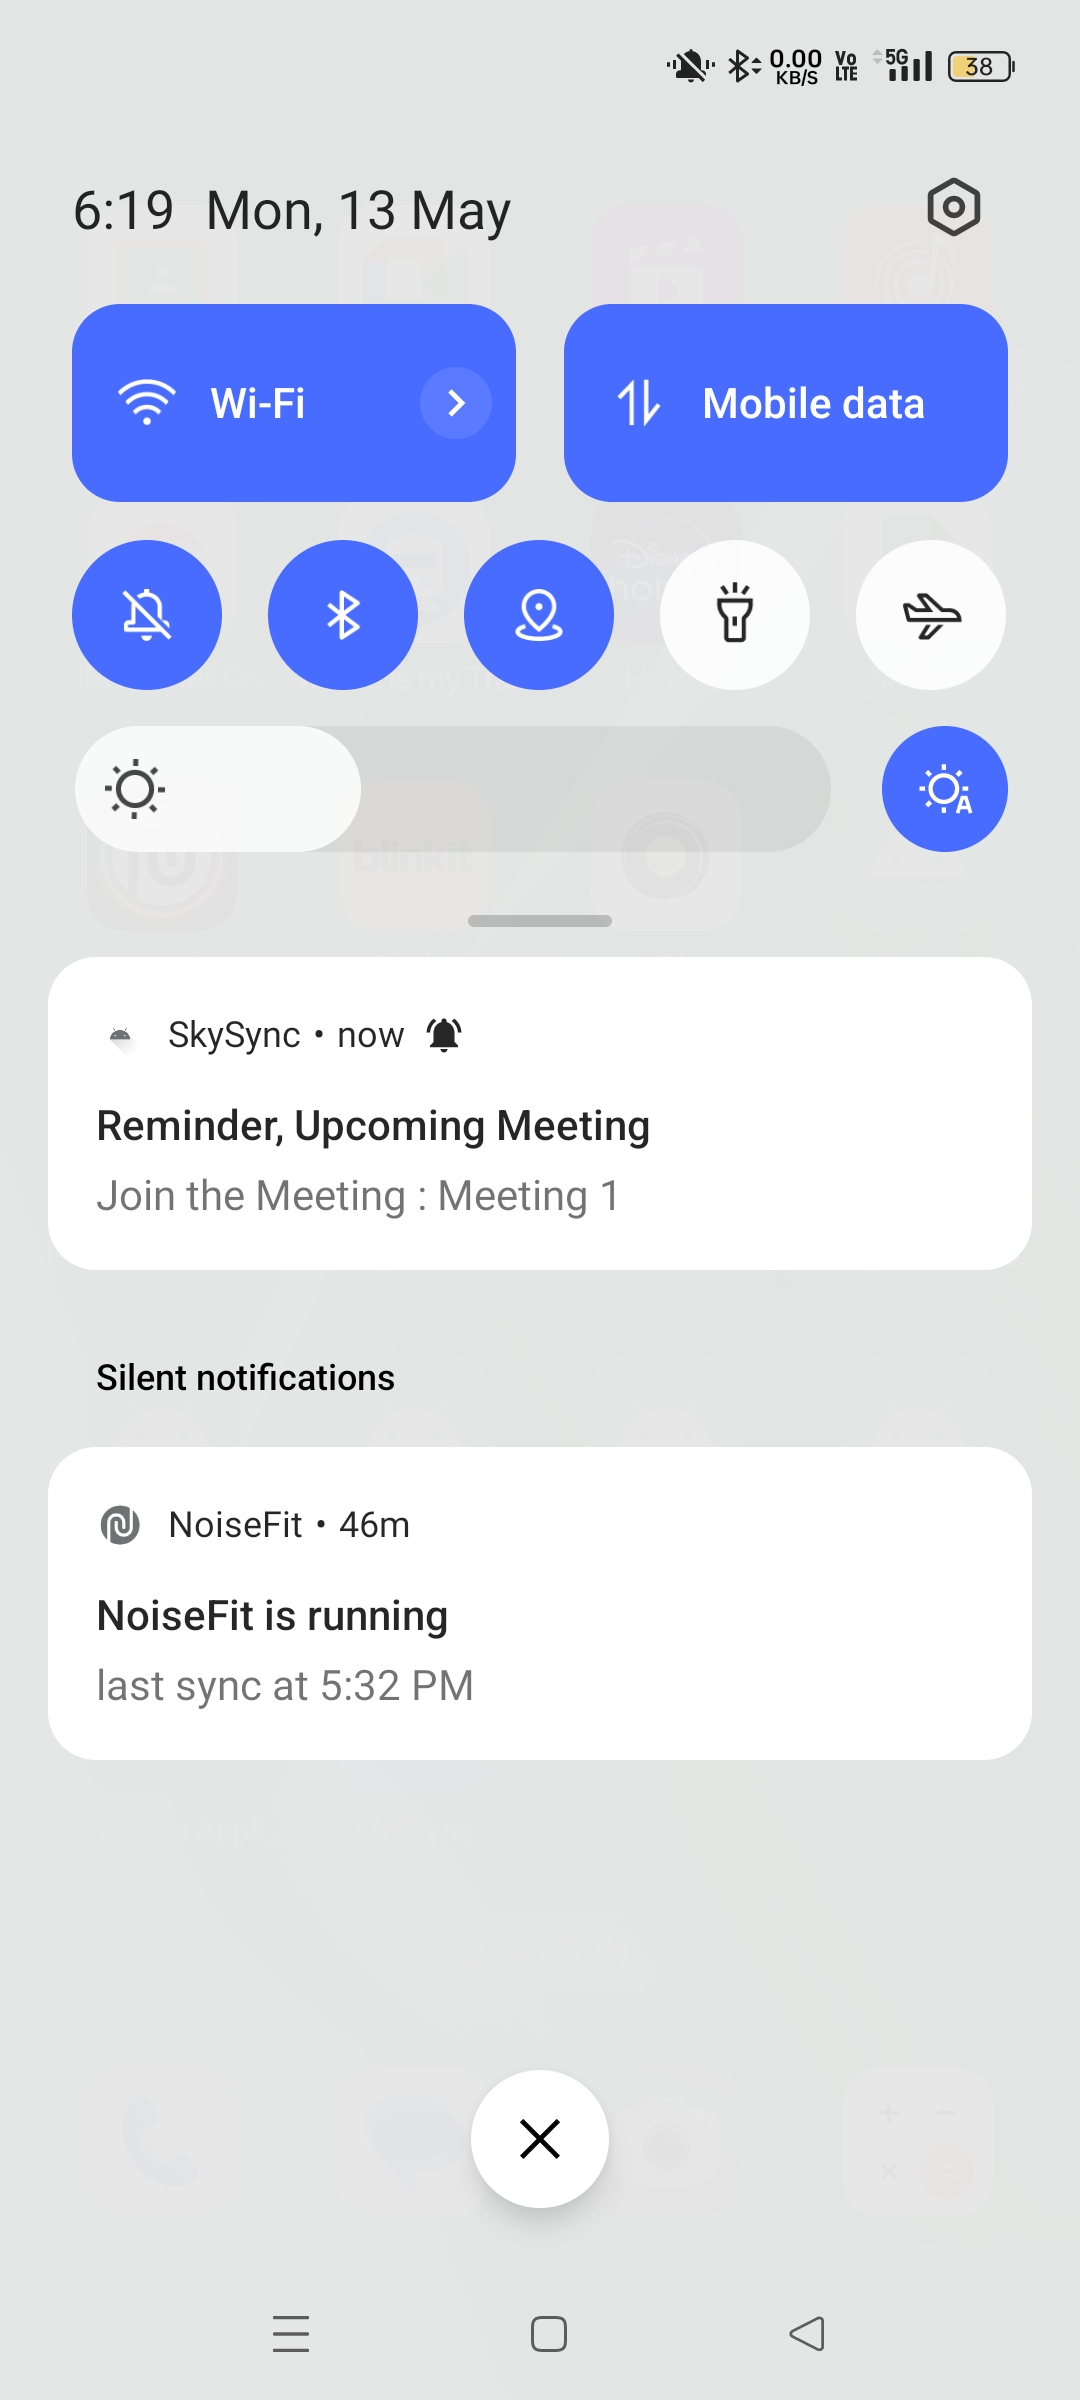 0.00 KB/S Vo LTE 5G 38
6:19 Mon, 13 May
Wi-Fi
Mobile data
A
blinkit
SkySync • now
Reminder, Upcoming Meeting
Join the Meeting : Meeting 1
Silent notifications
NoiseFit • 46m
NoiseFit is running
last sync at 5:32 PM